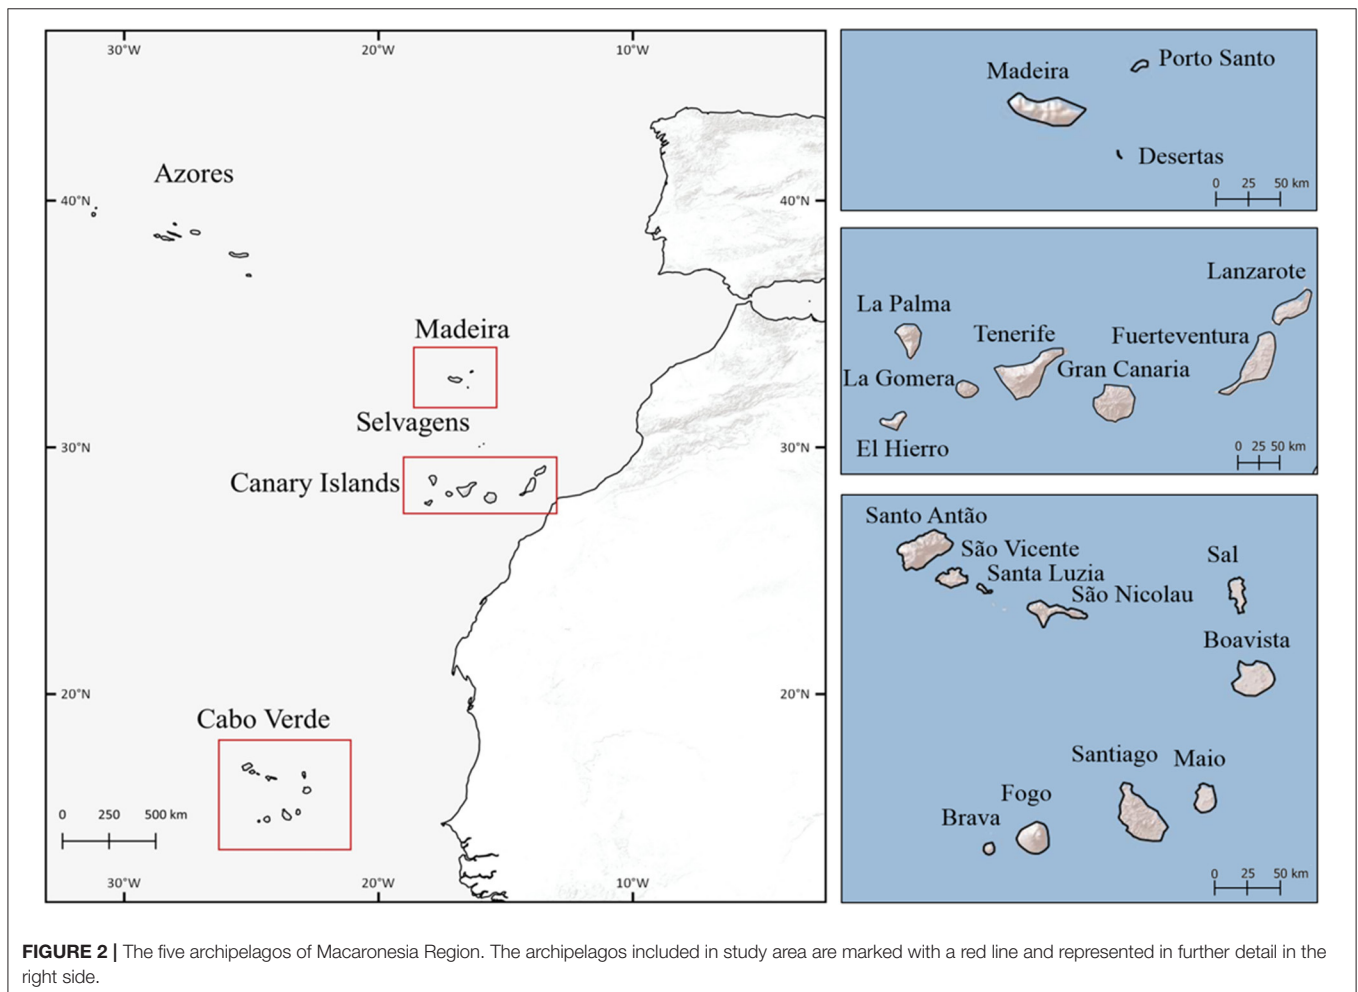 30°W 20°W 10°W
Azores
40°N 40°N
Madeira
Selvagens
30°N 30°N
Canary Islands
20°N 20°N
Cabo Verde
0 250 500 km
30°W 20°W 10°W
Porto Santo
Madeira
Desertas
0 25 50 km
Lanzarote
La Palma
Tenerife
Fuerteventura
La Gomera
Gran Canaria
El Hierro
0 25 50 km
Santo Antão
São Vicente
Sal
Santa Luzia
São Nicolau
Boavista
Santiago
Maio
Fogo
Brava
0 25 50 km
FIGURE 2 | The five archipelagos of Macaronesia Region. The archipelagos included in study area are marked with a red line and represented in further detail in the
right side.